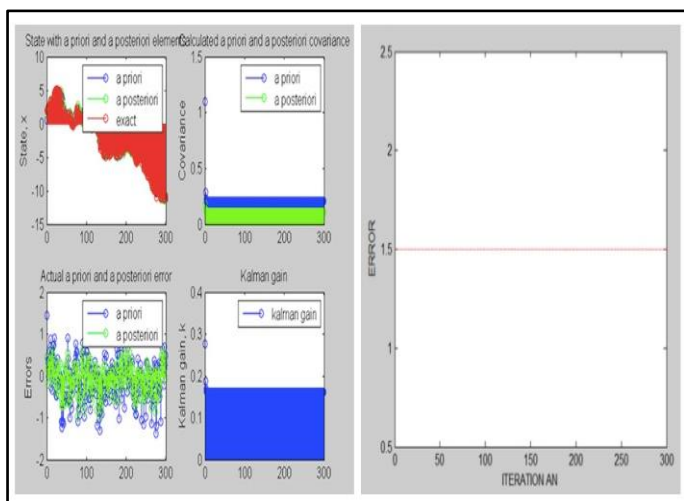 State with a priori and a posteriori elements
Calculated a priori and a posteriori covariance
10
5
0
-5
-10
-15
State, x
a priori
a posteriori
exact
0
100
200
300
1.5
1
0.5
0
Covariance
a priori
a posteriori
0
100
200
300
Actual a priori and a posteriori error
2
1
0
-1
-2
Errors
a priori
a posteriori
0
100
200
300
Kalman gain
0.4
0.3
0.2
0.1
0
Kalman gain, k
kalman gain
0
100
200
300
2.5
2
1.5
1
0.5
ERROR
0
50
100
150
200
250
300
ITERATION AN